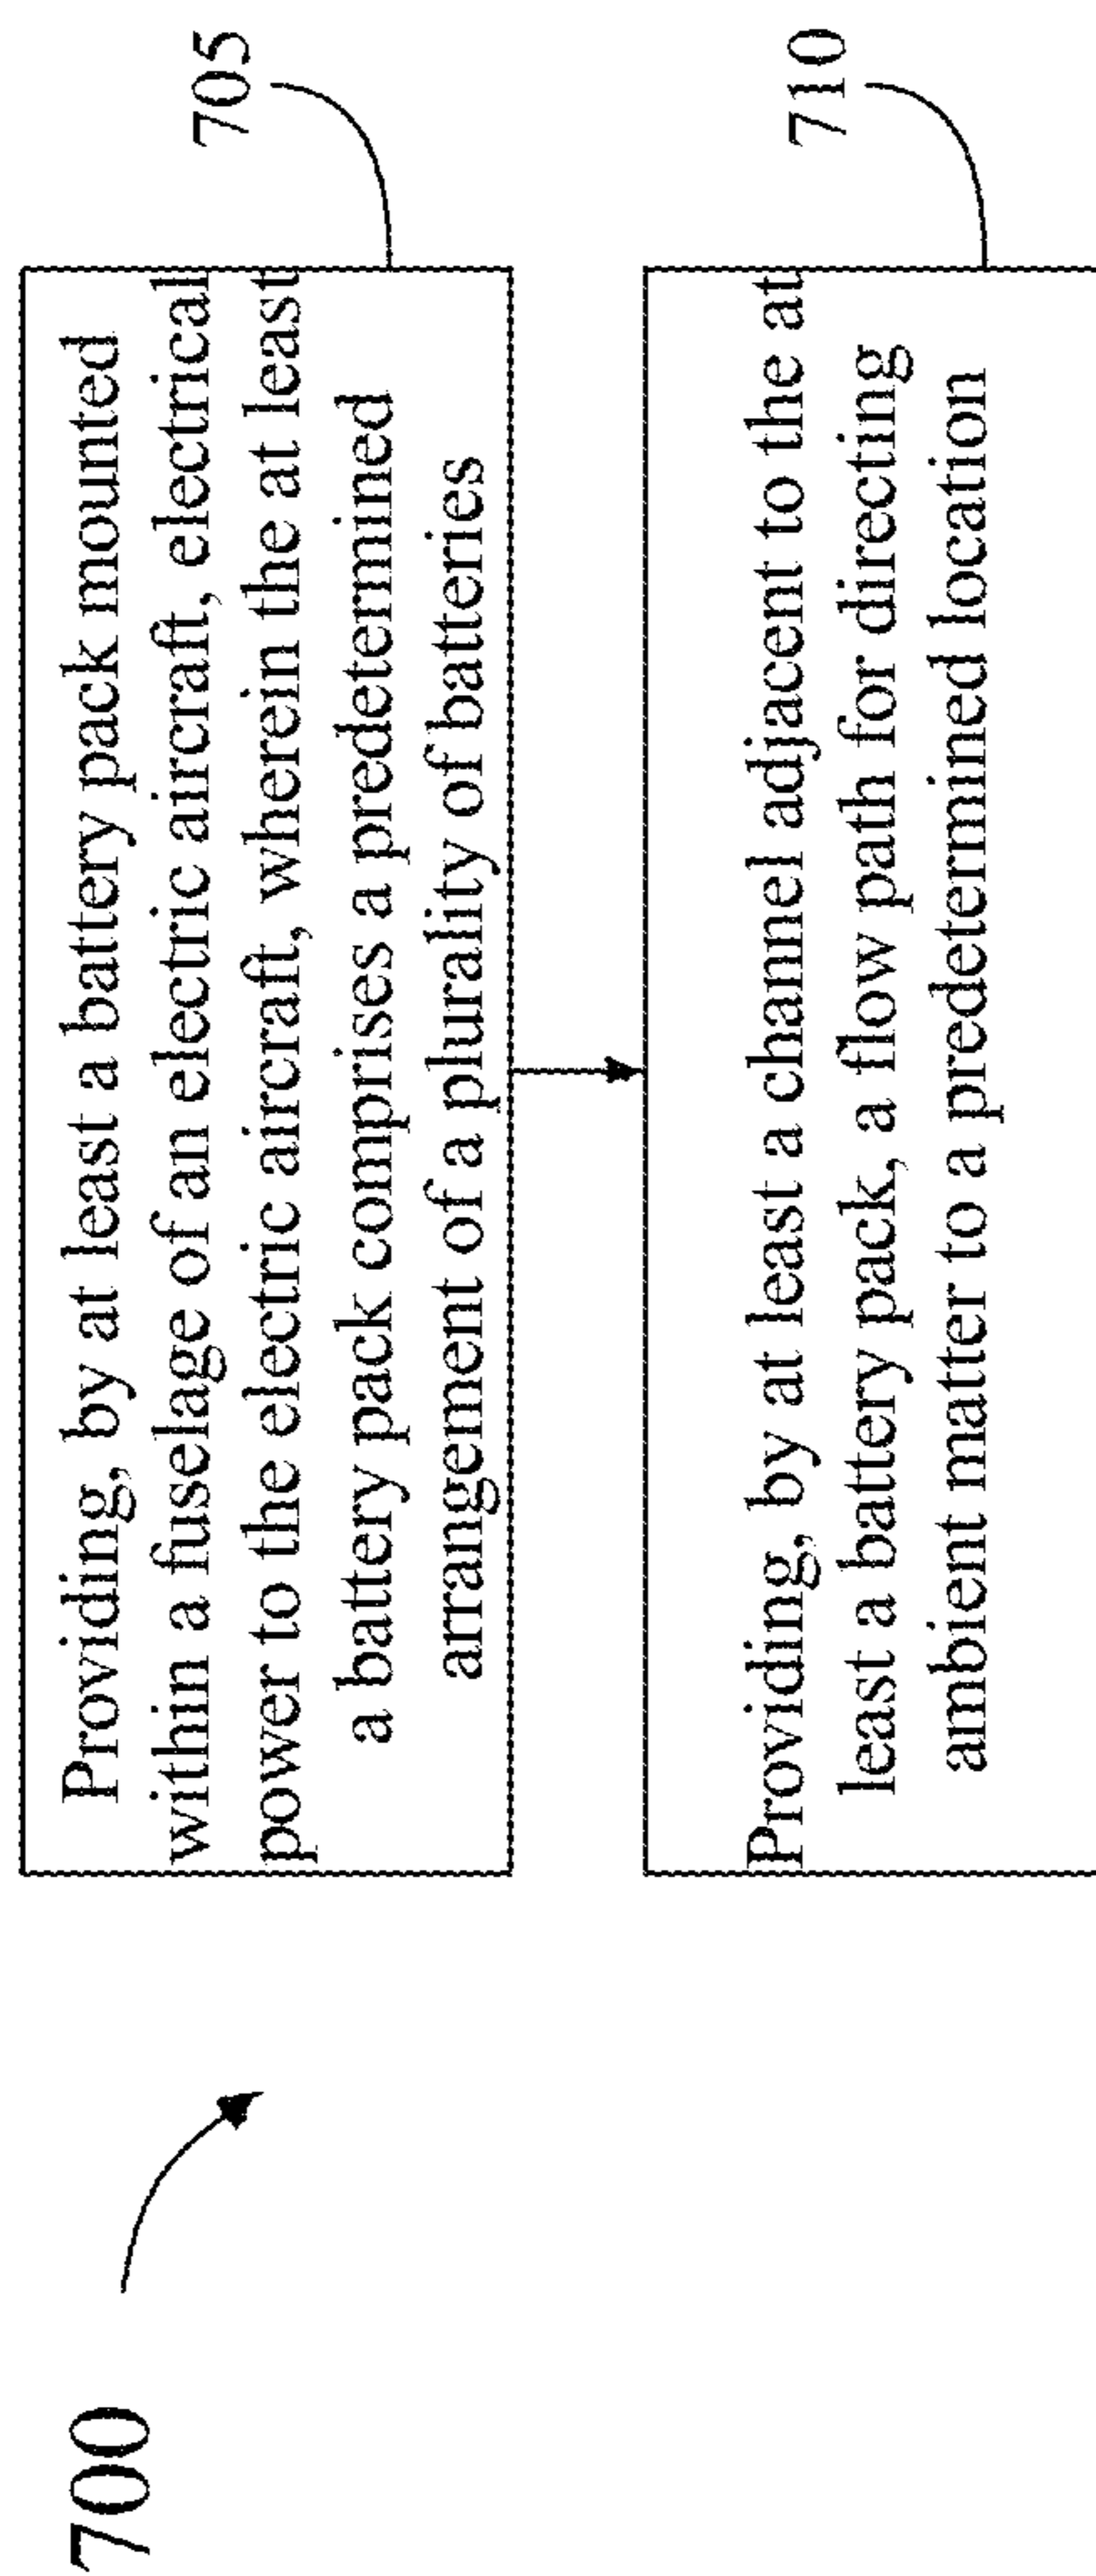 700
705
Providing, by at least a battery pack mounted
within a fuselage of an electric aircraft, electrical
power to the electric aircraft, wherein the at least
a battery pack comprises a predetermined
arrangement of a plurality of batteries
710
Providing, by at least a channel adjacent to the at
least a battery pack, a flow path for directing
ambient matter to a predetermined location